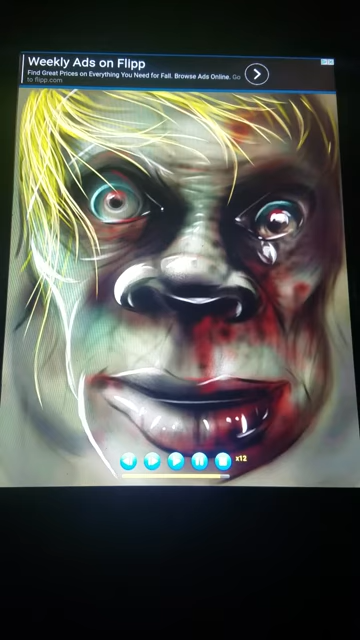 Weekly Ads on Flipp
Find Great Prices on Everything You Need for Fall. Browse Ads Online. Go
to flipp.com
x12